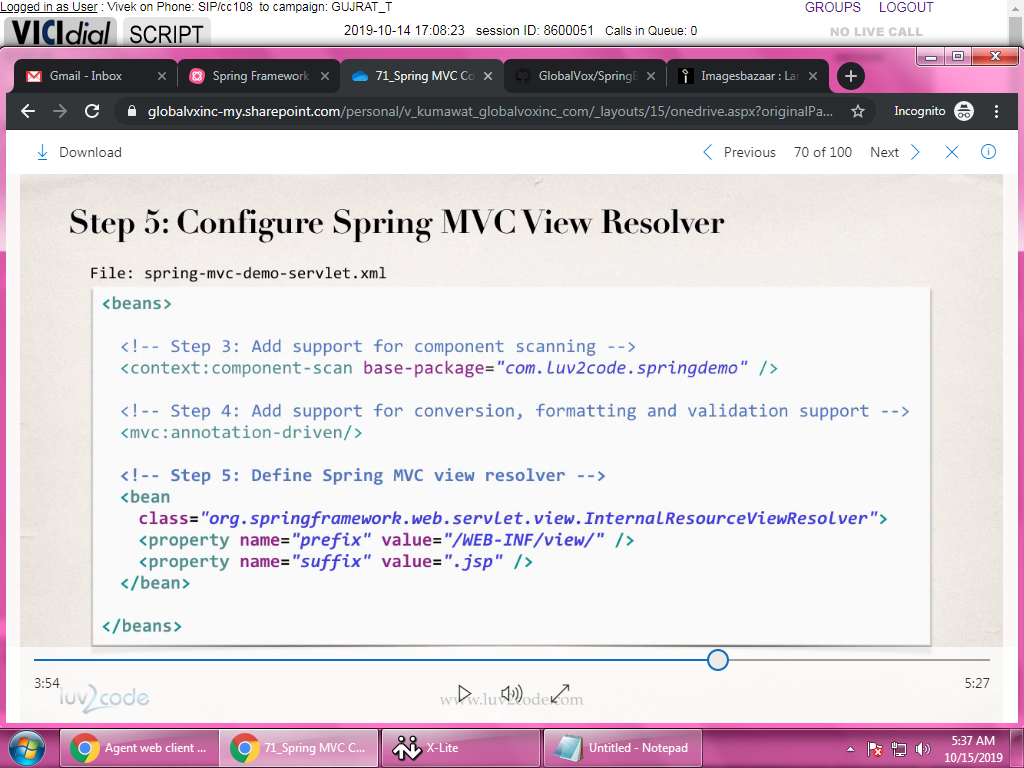 Logged in as User : Vivek on Phone: SIP/cc108 to campaign: GUJRAT_T GROUPS LOGOUT
VICIdial SCRIPT 2019-10-14 17:08:23 session ID: 8600051 Calls in Queue: 0 NO LIVE CALL
Gmail - Inbox Spring Framework 71_Spring MVC Co GlobalVox/SpringB Imagesbazaar : Lar
globalvxinc-my.sharepoint.com/personal/v_kumawat_globalvoxinc_com/_layouts/15/onedrive.aspx?originalPa... Incognito
Download Previous 70 of 100 Next
Step 5: Configure Spring MVC View Resolver
File: spring-mvc-demo-servlet.xml
<beans>
<!-- Step 3: Add support for component scanning -->
<context:component-scan base-package="com.luv2code.springdemo" />
<!-- Step 4: Add support for conversion, formatting and validation support -->
<mvc:annotation-driven/>
<!-- Step 5: Define Spring MVC view resolver -->
<bean
class="org.springframework.web.servlet.view.InternalResourceViewResolver">
<property name="prefix" value="/WEB-INF/view/" />
<property name="suffix" value=".jsp" />
</bean>
</beans>
3:54 5:27
luv2code www.luv2code.com
Agent web client ... 71_Spring MVC C... X-Lite Untitled - Notepad 5:37 AM
10/15/2019